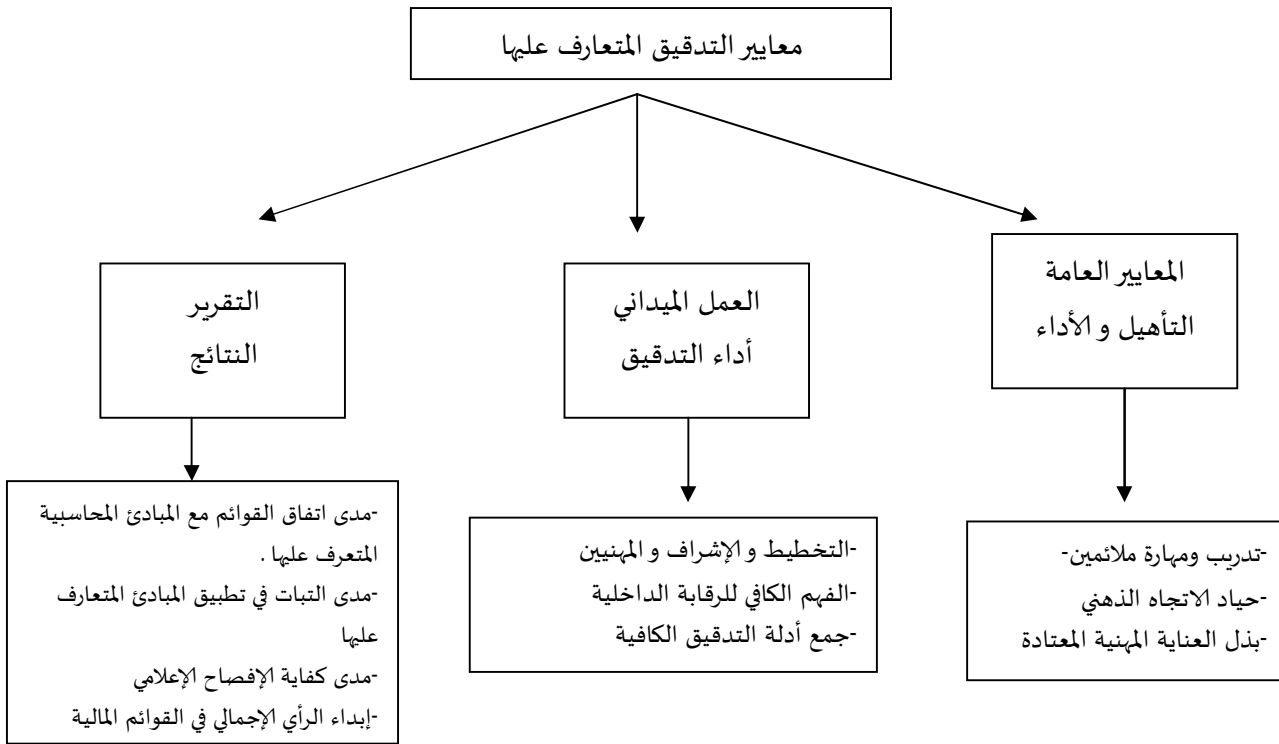 معايير التدقيق المتعارف عليها
المعايير العامة
التأهيل و الأداء
العمل الميداني
أداء التدقيق
التقرير
النتائج
-تدريب ومهارة ملائمين-
-حياد الاتجاه الذهني
-بذل العناية المهنية المعتادة
-التخطيط و الإشراف و المهنيين
-الفهم الكافي للرقابة الداخلية
-جمع أدلة التدقيق الكافية
-مدى اتفاق القوائم مع المبادئ المحاسبية
المتعرف عليها .
-مدى التبات في تطبيق المبادئ المتعارف
عليها
-مدى كفاية الإفصاح الإعلامي
-إبداء الرأي الإجمالي في القوائم المالية